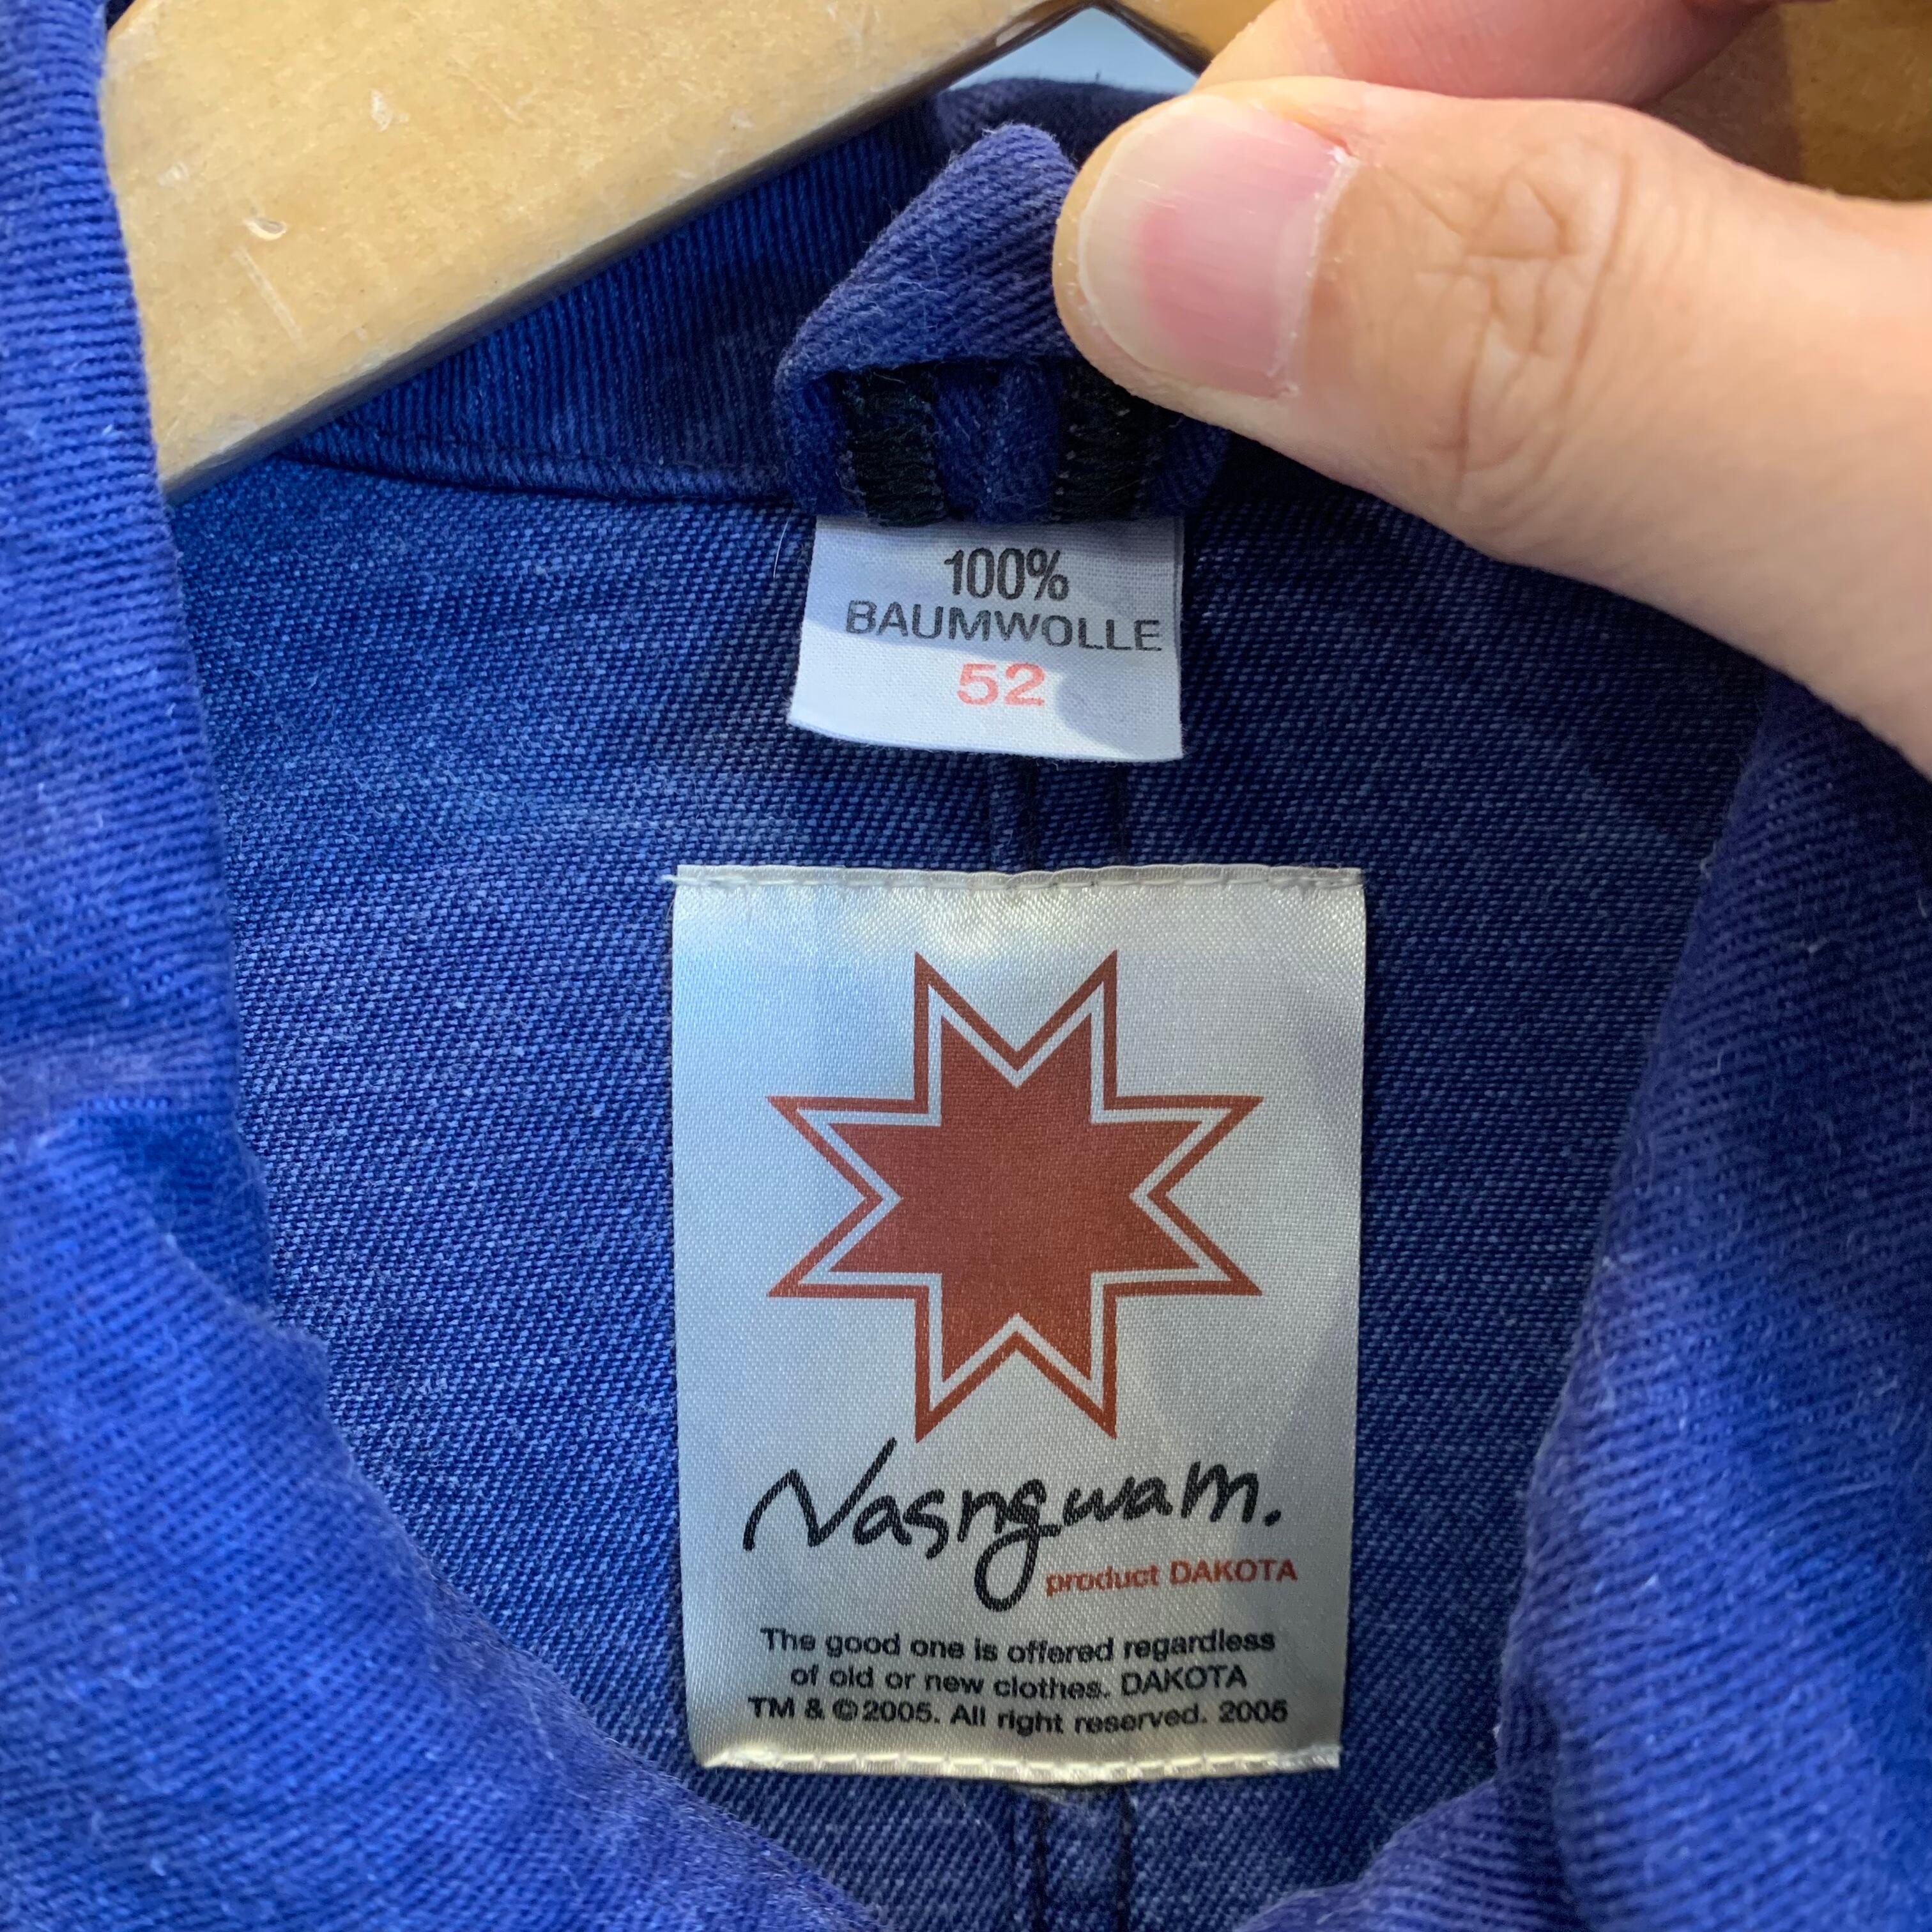 100%
BAUMWOLLE
52
Nasngwam.
product DAKOTA
The good one is offered regardless
of old or new clothes. DAKOTA
TM & ©2005. All right reserved. 2005